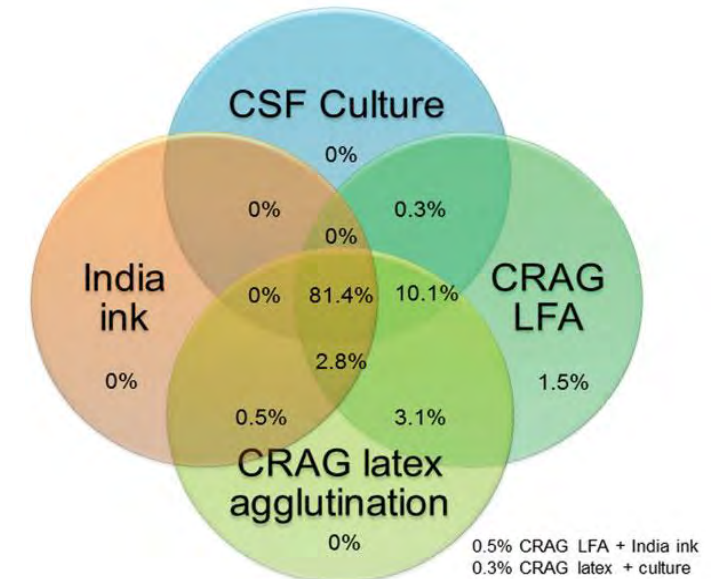 CSF Culture
0%
0%
0.3%
0%
India
ink
0%
81.4%
10.1%
CRAG
LFA
2.8%
0%
1.5%
0.5%
3.1%
CRAG latex
agglutination
0%
0.5% CRAG LFA + India ink
0.3% CRAG latex + culture